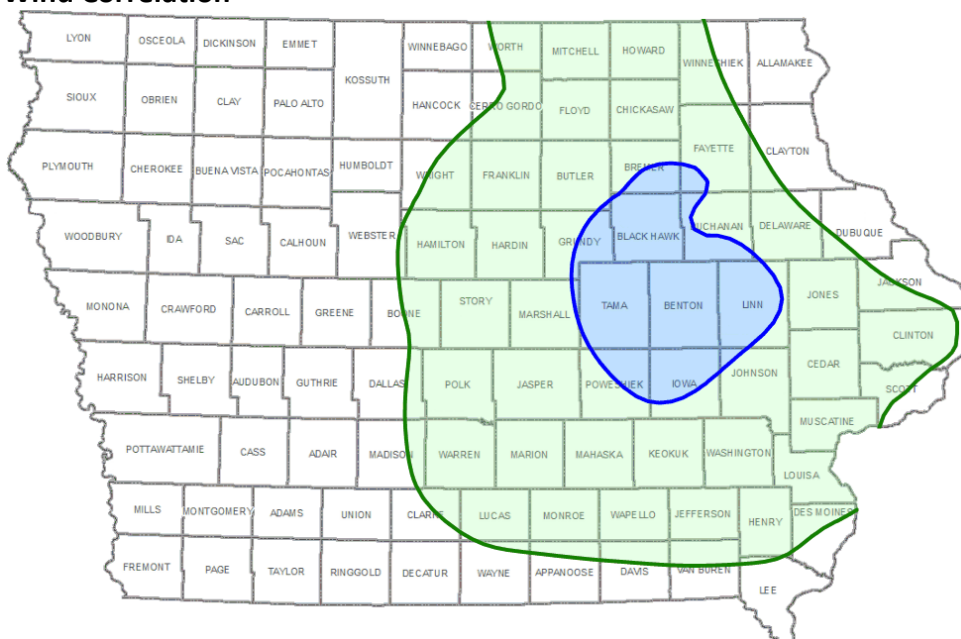 Wind Correlation
LYON OSCEOLA DICKINSON EMMET WINNEBAGO WORTH MITCHELL HOWARD WINNESHIEK ALLAMAKEE
KOSSUTH
SIOUX OBRIEN CLAY PALO ALTO HANCOCK CERRO GORDO FLOYD CHICKASAW
PLYMOUTH CHEROKEE BUENA VISTA POCAHONTAS HUMBOLDT WRIGHT FRANKLIN BUTLER BREMER FAYETTE CLAYTON
WOODBURY IDA SAC CALHOUN WEBSTER HAMILTON HARDIN GRUNDY BLACK HAWK BUCHANAN DELAWARE DUBUQUE
MONONA CRAWFORD CARROLL GREENE BOONE STORY MARSHALL TAMA BENTON LINN JONES JACKSON
CLINTON
HARRISON SHELBY AUDUBON GUTHRIE DALLAS POLK JASPER POWESHIEK IOWA JOHNSON CEDAR SCOTT
MUSCATINE
POTTAWATTAMIE CASS ADAIR MADISON WARREN MARION MAHASKA KEOKUK WASHINGTON
LOUISA
MILLS MONTGOMERY ADAMS UNION CLARKE LUCAS MONROE WAPELLO JEFFERSON HENRY DES MOINES
FREMONT PAGE TAYLOR RINGGOLD DECATUR WAYNE APPANOOSE DAVIS VAN BUREN
LEE